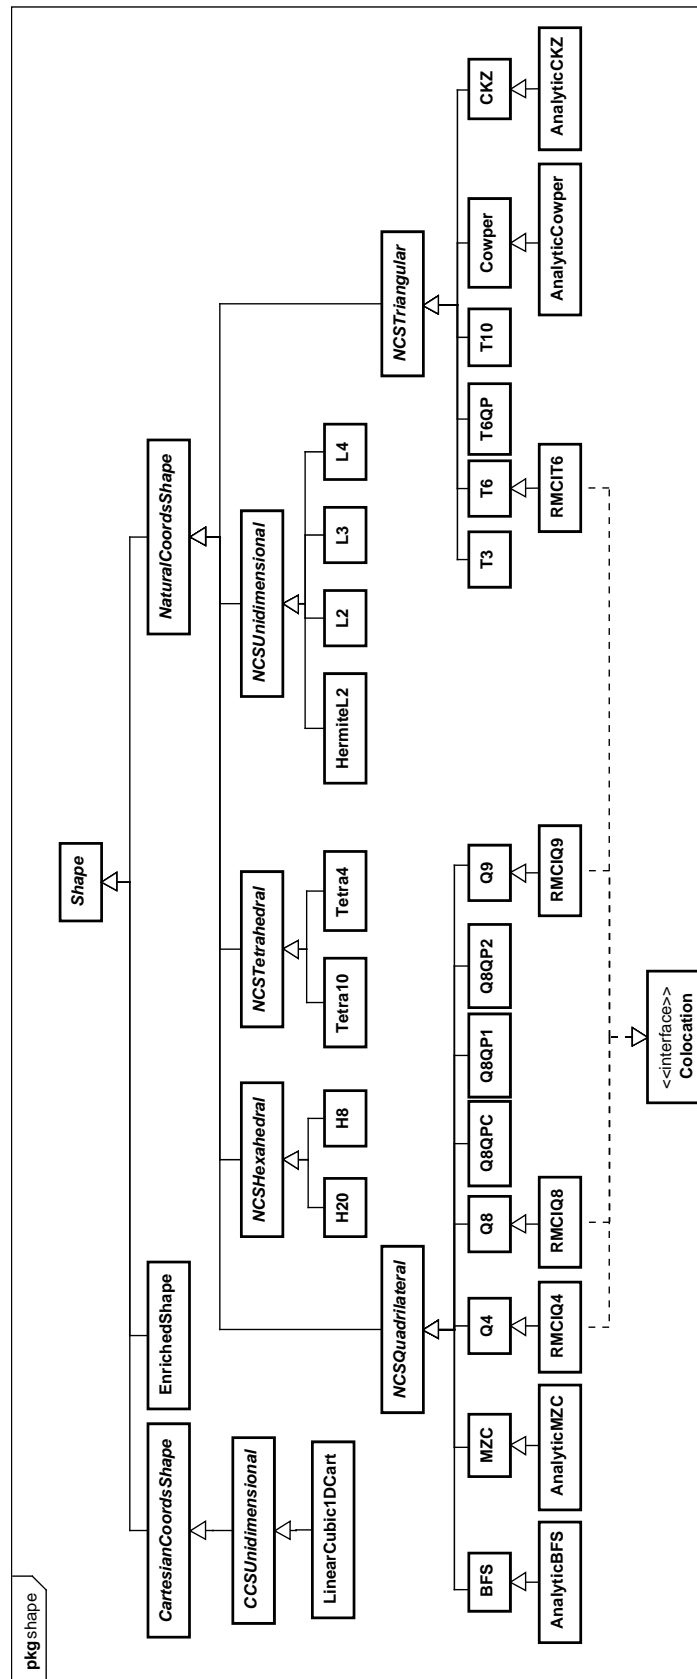 pkg shape
Shape
CartesianCoordsShape
EnrichedShape
NaturalCoordsShape
CCSUnidimensional
NCSHexahedral
NCSTetrahedral
NCSUnidimensional
LinearCubic1DCart
H20
H8
Tetra10
Tetra4
HermiteL2
L2
L3
L4
NCSQuadrilateral
NCSTriangular
BFS
MZC
Q4
Q8
Q8QPC
Q8QP1
Q8QP2
Q9
T3
T6
T6QP
T10
Cowper
CKZ
AnalyticBFS
AnalyticMZC
RMCIQ4
RMCIQ8
RMCIQ9
RMCIT6
AnalyticCowper
AnalyticCKZ
<<interface>>
Colocation